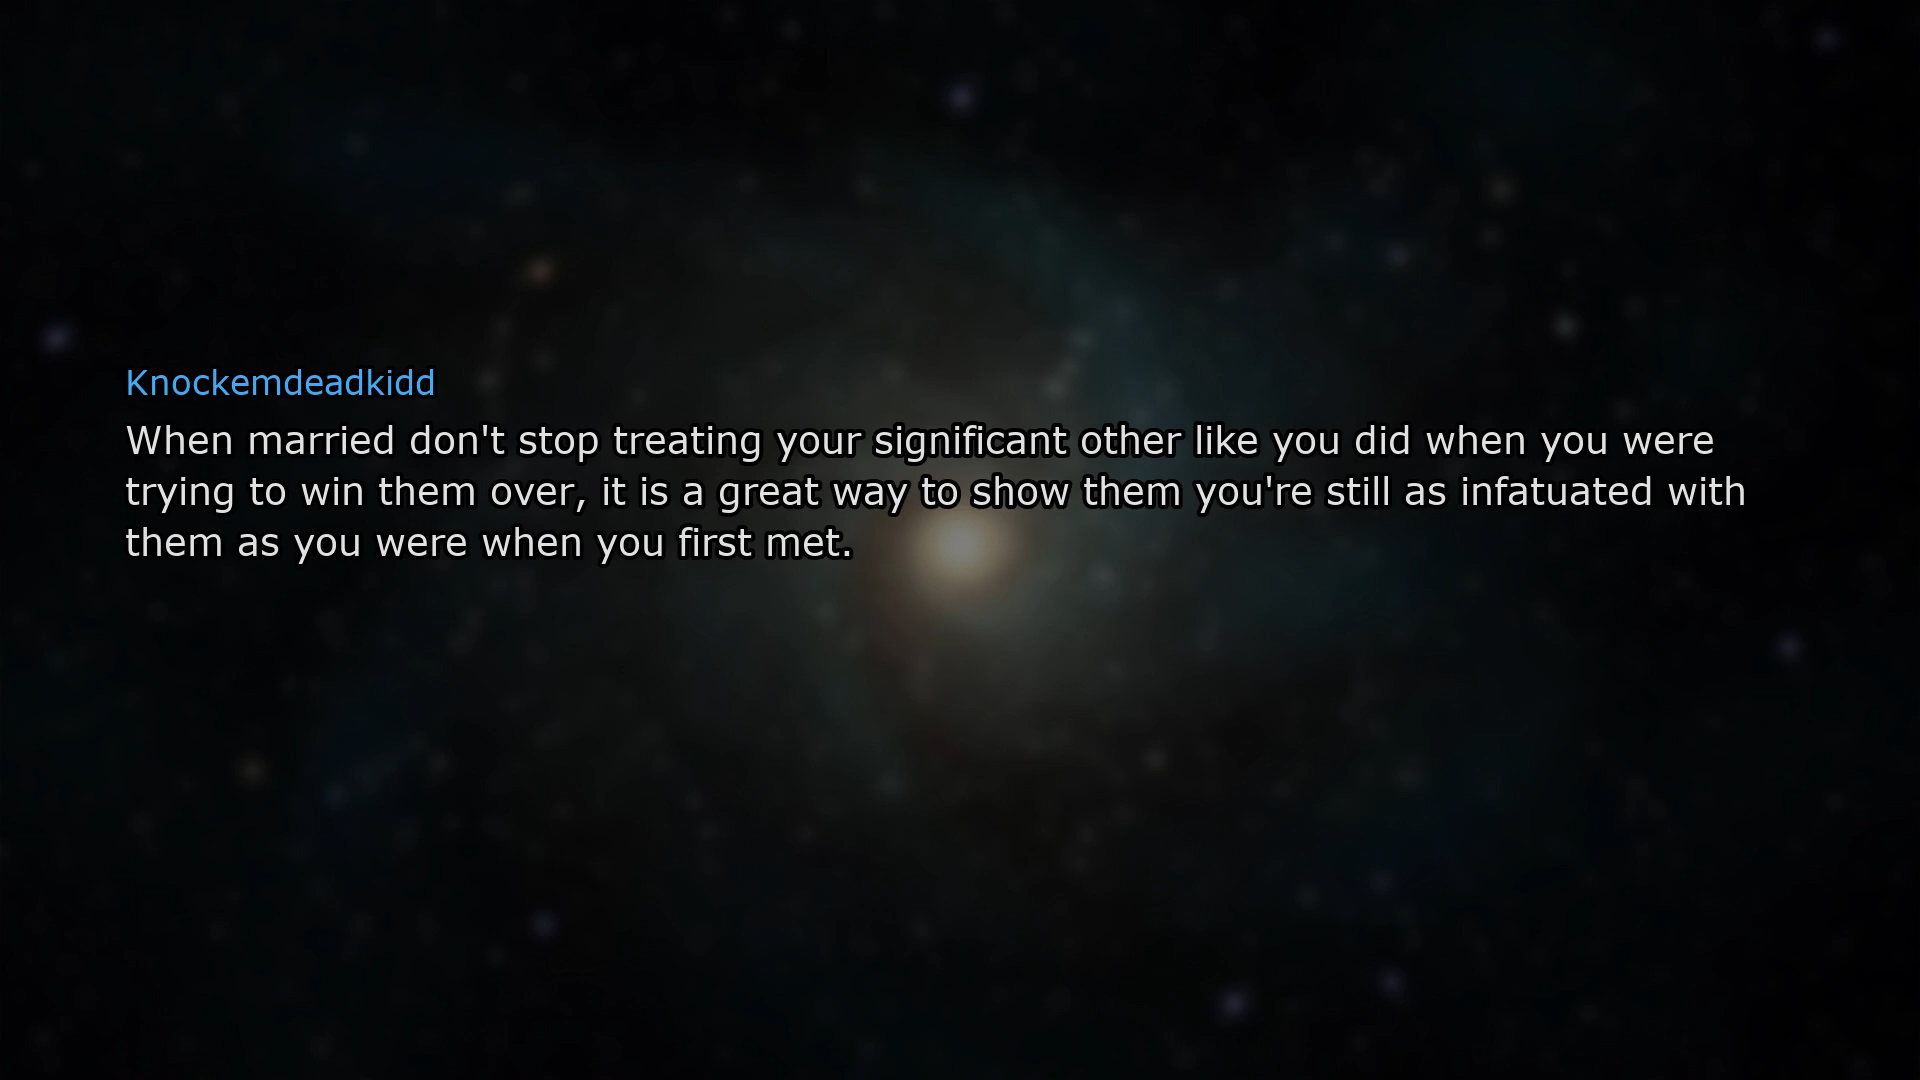 Knockemdeadkidd
When married don't stop treating your significant other like you did when you were
trying to win them over, it is a great way to show them you're still as infatuated with
them as you were when you first met.